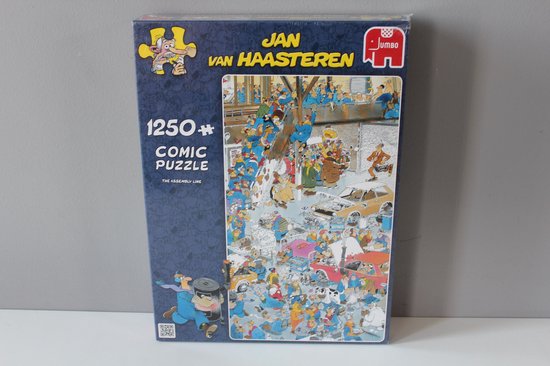 JAN
VAN HAASTEREN
Jumbo
1250
COMIC
PUZZLE
THE ASSEMBLY LINE